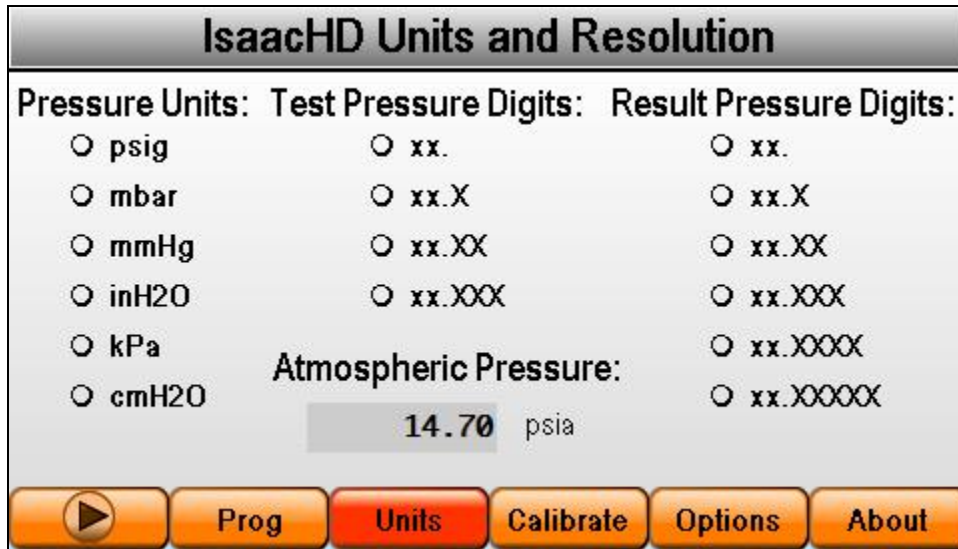 IsaacHD Units and Resolution
Pressure Units: Test Pressure Digits: Result Pressure Digits:
psig xx. xx.
mbar xx.X xx.X
mmHg xx.XX xx.XX
inH2O xx.XXX xx.XXX
kPa xx.XXXX
Atmospheric Pressure:
cmH2O xx.XXXXX
14.70 psia
Prog Units Calibrate Options About